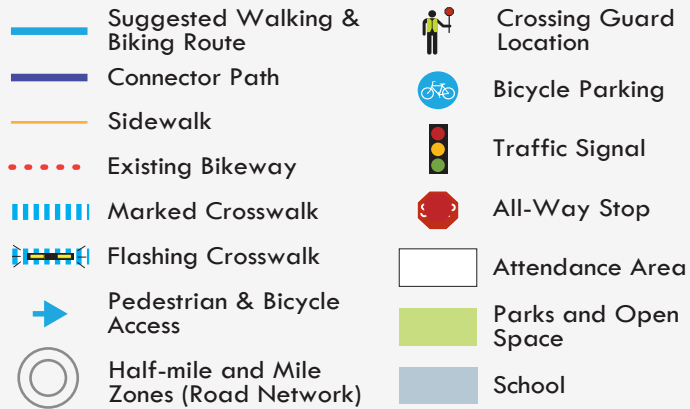 Suggested Walking &
Biking Route
Connector Path
Sidewalk
Existing Bikeway
Marked Crosswalk
Flashing Crosswalk
Pedestrian & Bicycle
Access
Half-mile and Mile
Zones (Road Network)
Crossing Guard
Location
Bicycle Parking
Traffic Signal
All-Way Stop
Attendance Area
Parks and Open
Space
School